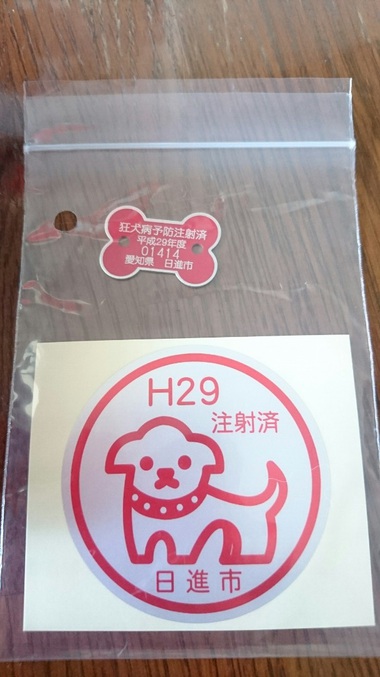 狂犬病予防注射済
平成29年度
01414
愛知県 日進市
H29
注射済
日進市